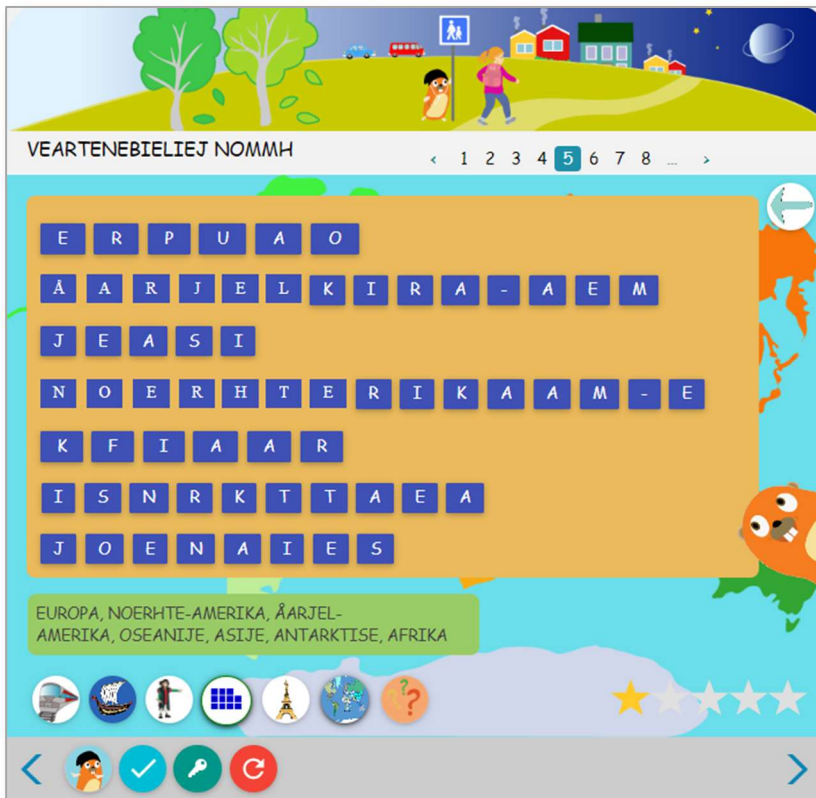 VEARTENEBIELIEJ NOMMH
‹ 1 2 3 4 5 6 7 8 ... ›
E R P U A O
Å A R J E L K I R A - A E M
J E A S I
N O E R H T E R I K A A M - E
K F I A A R
I S N R K T T A E A
J O E N A I E S
EUROPA, NOERHTE-AMERIKA, ÅARJEL-
AMERIKA, OSEANIJE, ASIJE, ANTARKTISE, AFRIKA
? ?